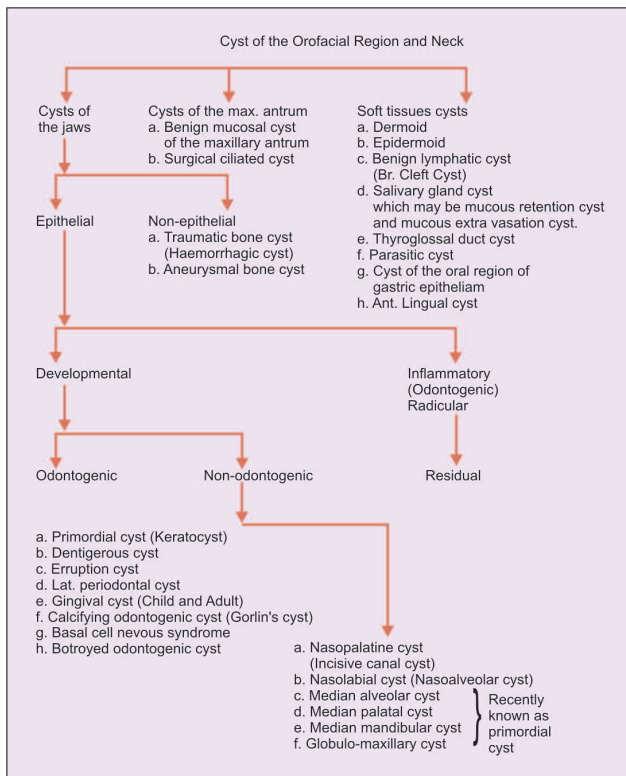 Cyst of the Orofacial Region and Neck
Cysts of
the jaws
Cysts of the max. antrum
a. Benign mucosal cyst
of the maxillary antrum
b. Surgical ciliated cyst
Soft tissues cysts
a. Dermoid
b. Epidermoid
c. Benign lymphatic cyst
(Br. Cleft Cyst)
d. Salivary gland cyst
which may be mucous retention cyst
and mucous extra vasation cyst.
e. Thyroglossal duct cyst
f. Parasitic cyst
g. Cyst of the oral region of
gastric epitheliam
h. Ant. Lingual cyst
Epithelial
Non-epithelial
a. Traumatic bone cyst
(Haemorrhagic cyst)
b. Aneurysmal bone cyst
Developmental
Inflammatory
(Odontogenic)
Radicular
Odontogenic
Non-odontogenic
Residual
a. Primordial cyst (Keratocyst)
b. Dentigerous cyst
c. Erruption cyst
d. Lat. periodontal cyst
e. Gingival cyst (Child and Adult)
f. Calcifying odontogenic cyst (Gorlin's cyst)
g. Basal cell nevous syndrome
h. Botroyed odontogenic cyst
a. Nasopalatine cyst
(Incisive canal cyst)
b. Nasolabial cyst (Nasoalveolar cyst)
c. Median alveolar cyst
d. Median palatal cyst
e. Median mandibular cyst
f. Globulo-maxillary cyst
Recently
known as
primordial
cyst